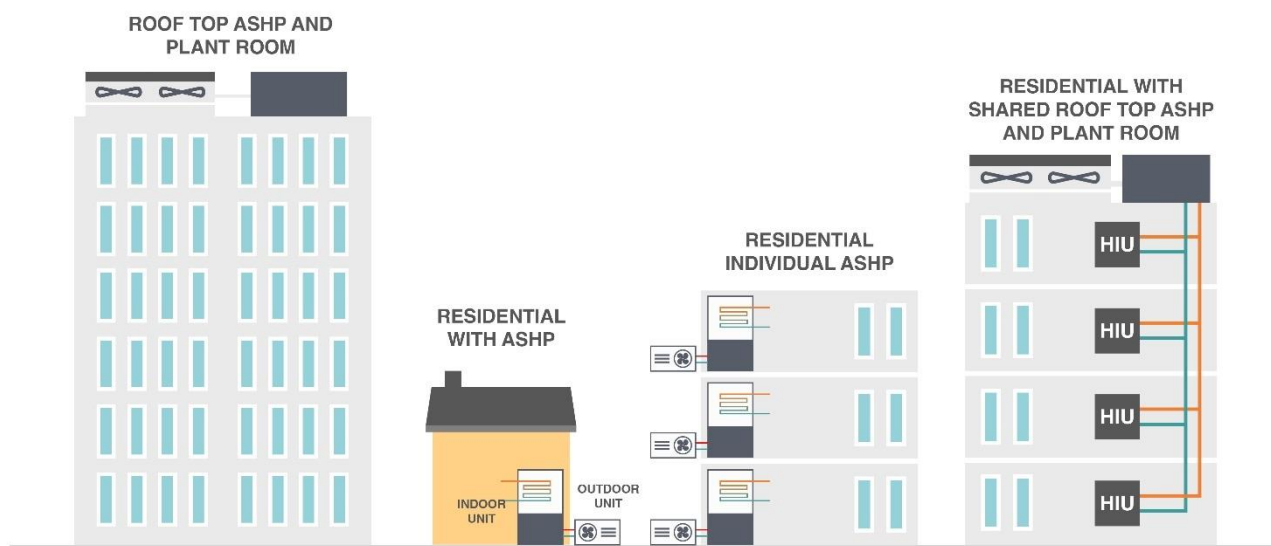 ROOF TOP ASHP AND
PLANT ROOM
RESIDENTIAL
WITH ASHP
INDOOR
UNIT
OUTDOOR
UNIT
RESIDENTIAL
INDIVIDUAL ASHP
RESIDENTIAL WITH
SHARED ROOF TOP ASHP
AND PLANT ROOM
HIU
HIU
HIU
HIU